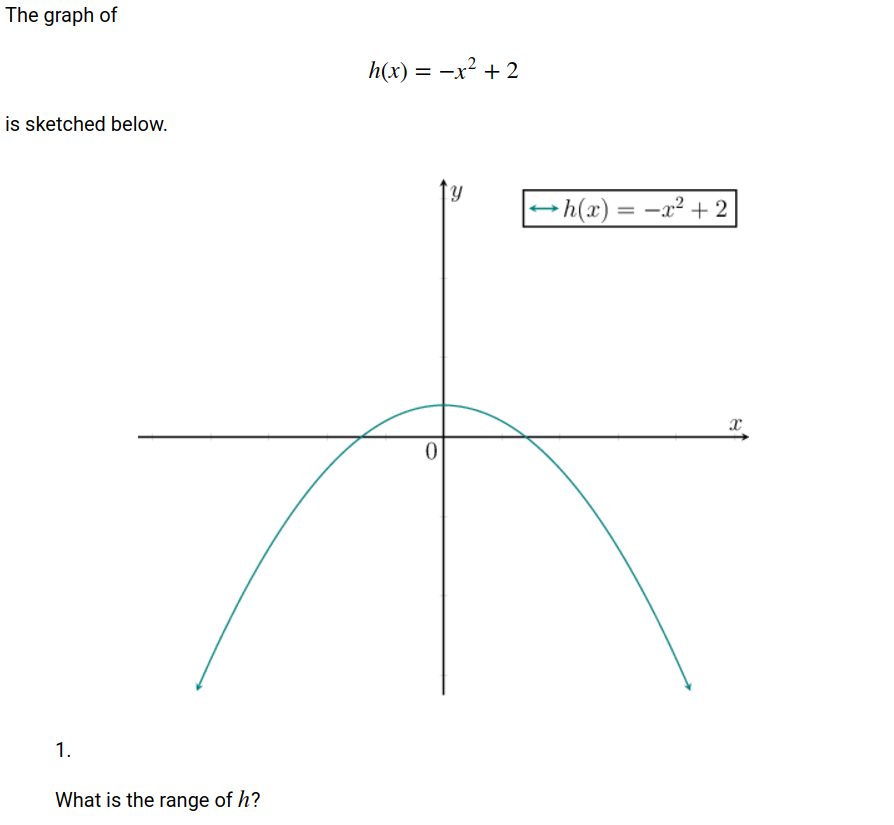 The graph of
h(x) = −x² + 2
is sketched below.
y
h(x) = −x² + 2
x
0
1.
What is the range of h?